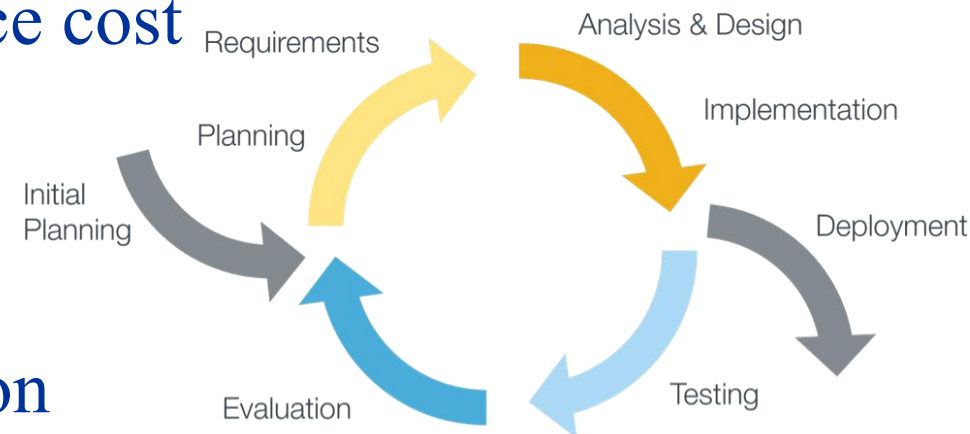 ce cost
Requirements
Analysis & Design
Planning
Implementation
Initial
Planning
Deployment
on
Evaluation
Testing